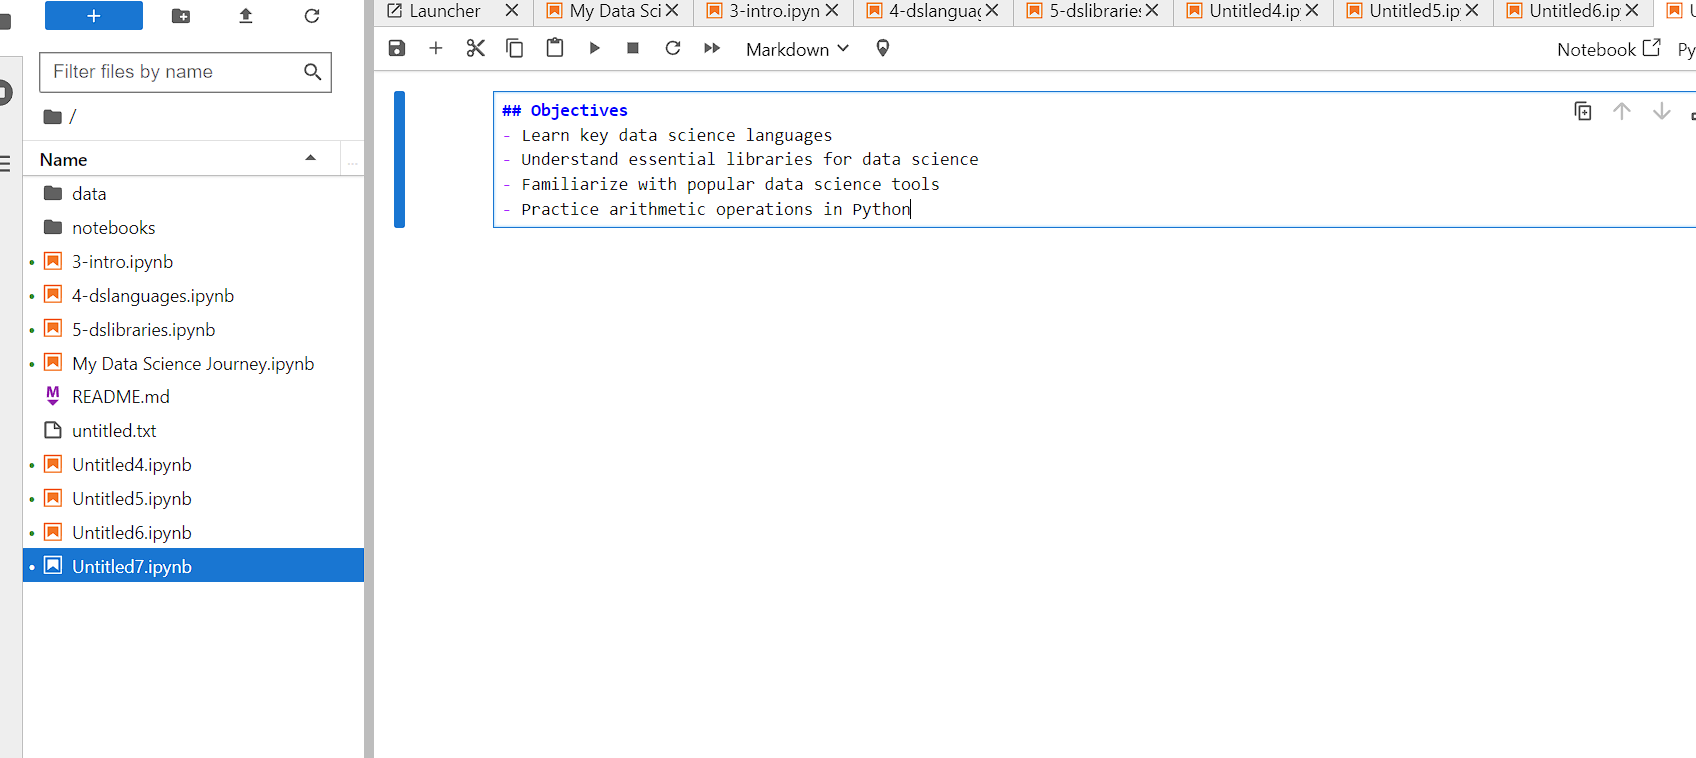 Launcher
My Data Sci
3-intro.ipyn
4-dslangua
5-dslibraries
Untitled4.ip
Untitled5.ip
Untitled6.ip
Filter files by name
Markdown
Notebook
Py
/
Name
...
data
notebooks
3-intro.ipynb
4-dslanguages.ipynb
5-dslibraries.ipynb
My Data Science Journey.ipynb
README.md
untitled.txt
Untitled4.ipynb
Untitled5.ipynb
Untitled6.ipynb
Untitled7.ipynb
## Objectives
- Learn key data science languages
- Understand essential libraries for data science
- Familiarize with popular data science tools
- Practice arithmetic operations in Python